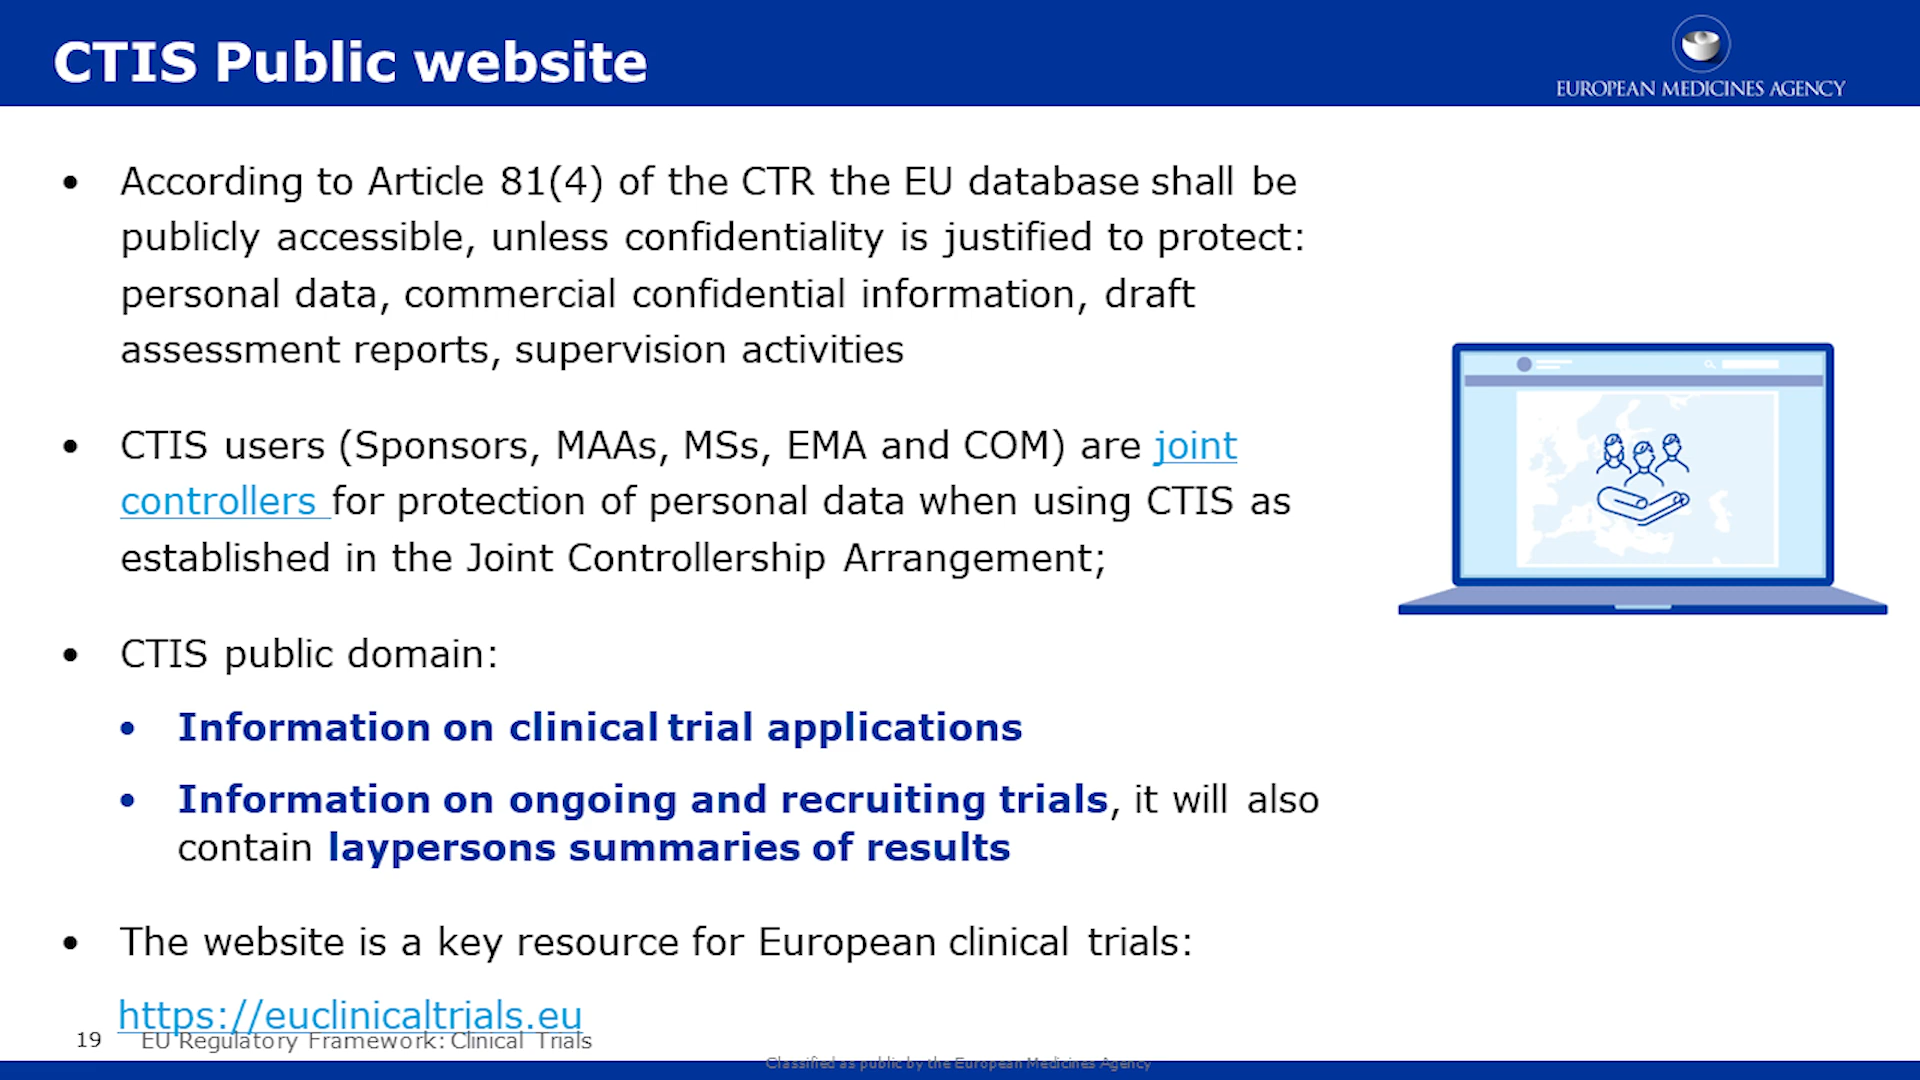 CTIS Public website
EUROPEAN MEDICINES AGENCY
• According to Article 81(4) of the CTR the EU database shall be
publicly accessible, unless confidentiality is justified to protect:
personal data, commercial confidential information, draft
assessment reports, supervision activities
• CTIS users (Sponsors, MAAs, MSs, EMA and COM) are joint
controllers for protection of personal data when using CTIS as
established in the Joint Controllership Arrangement;
• CTIS public domain:
• Information on clinical trial applications
• Information on ongoing and recruiting trials, it will also
contain laypersons summaries of results
• The website is a key resource for European clinical trials:
https://euclinicaltrials.eu
19 EU Regulatory Framework: Clinical Trials
Classified as public by the European Medicines Agency